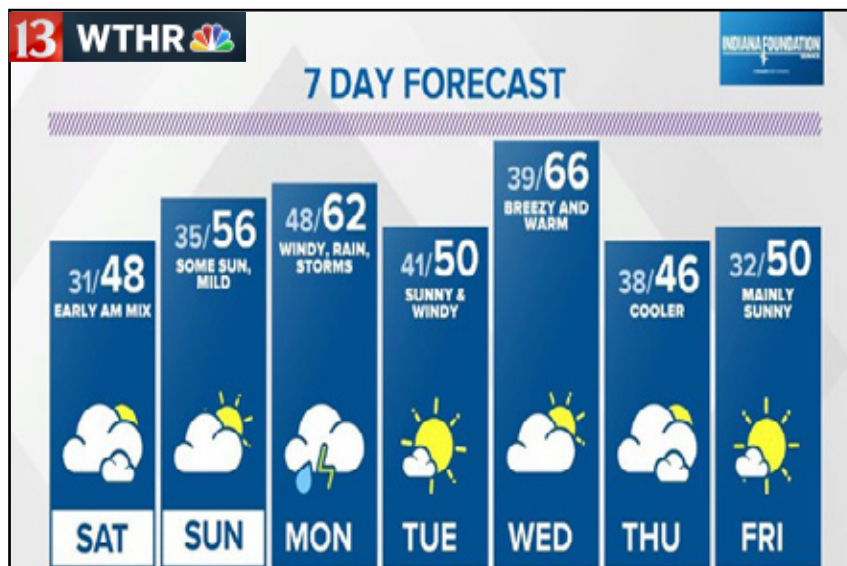 13 WTHR
INDIANA FOUNDATION
SERVICE
7 DAY FORECAST
31/48
EARLY AM MIX
SAT
35/56
SOME SUN,
MILD
SUN
48/62
WINDY, RAIN,
STORMS
MON
41/50
SUNNY &
WINDY
TUE
39/66
BREEZY AND
WARM
WED
38/46
COOLER
THU
32/50
MAINLY
SUNNY
FRI